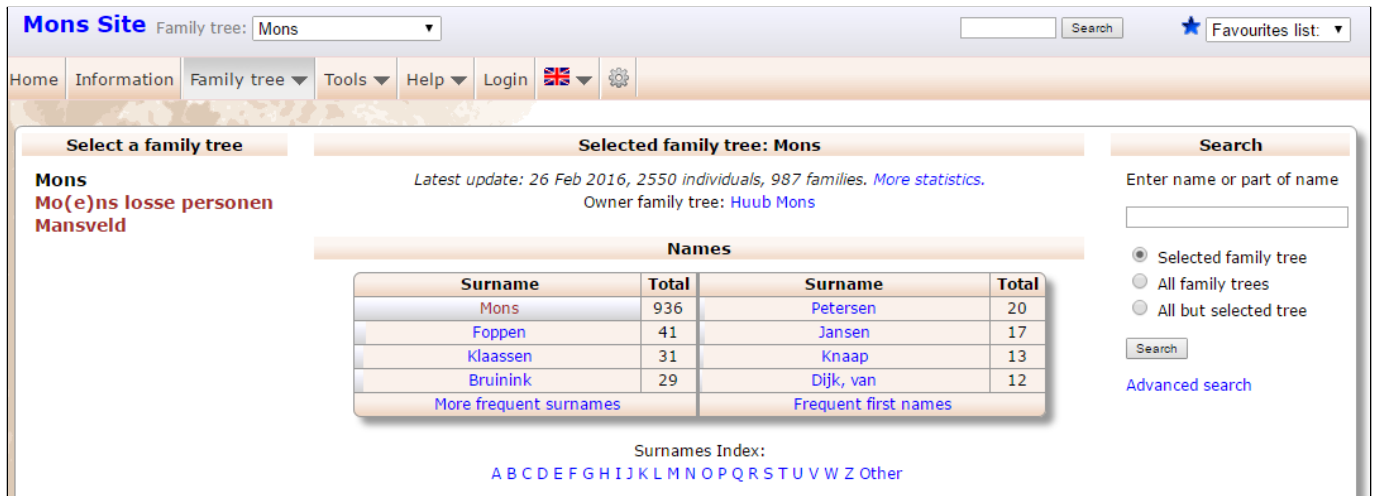 Mons Site Family tree: Mons Search Favourites list:
Home Information Family tree Tools Help Login
Select a family tree
Mons
Mo(e)ns losse personen
Mansveld
Selected family tree: Mons
Latest update: 26 Feb 2016, 2550 individuals, 987 families. More statistics.
Owner family tree: Huub Mons
Names
Surname Total Surname Total
Mons 936 Petersen 20
Foppen 41 Jansen 17
Klaassen 31 Knaap 13
Bruinink 29 Dijk, van 12
More frequent surnames Frequent first names
Surnames Index:
A B C D E F G H I J K L M N O P Q R S T U V W Z Other
Search
Enter name or part of name
Selected family tree
All family trees
All but selected tree
Search
Advanced search